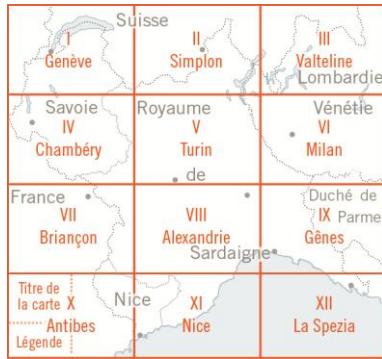 Suisse
I
Genève
II
Simplon
III
Valteline
Lombardie
Savoie
IV
Chambéry
Royaume
V
Turin
Vénétie
VI
Milan
de
France
VII
Briançon
VIII
Alexandrie
Sardaigne
Duché de
Parme
IX
Gênes
Titre de
la carte X
Antibes
Légende
Nice
XI
Nice
XII
La Spezia